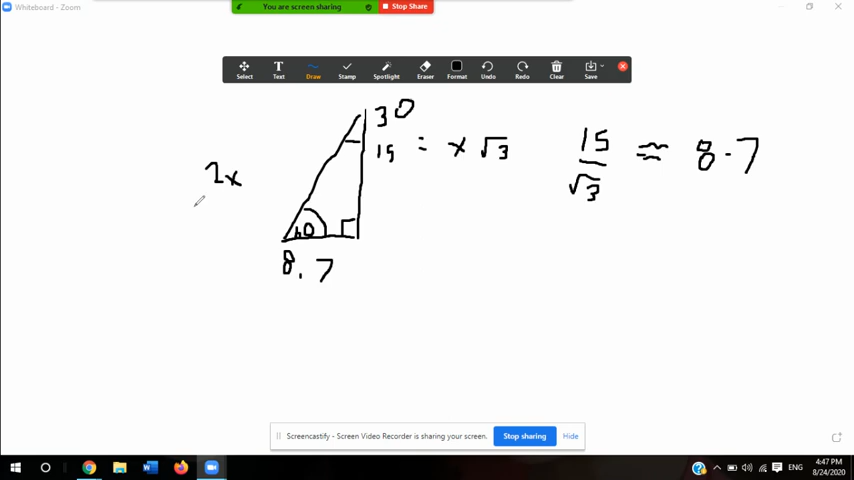 Whiteboard - Zoom
You are screen sharing
Stop Share
Select
Text
Draw
Stamp
Spotlight
Eraser
Format
Undo
Redo
Clear
Save
30
15 = x √3
15
√3
≈ 8.7
2x
60
8.7
Screencastify - Screen Video Recorder is sharing your screen.
Stop sharing
Hide
W
?
ENG
4:47 PM
8/24/2020